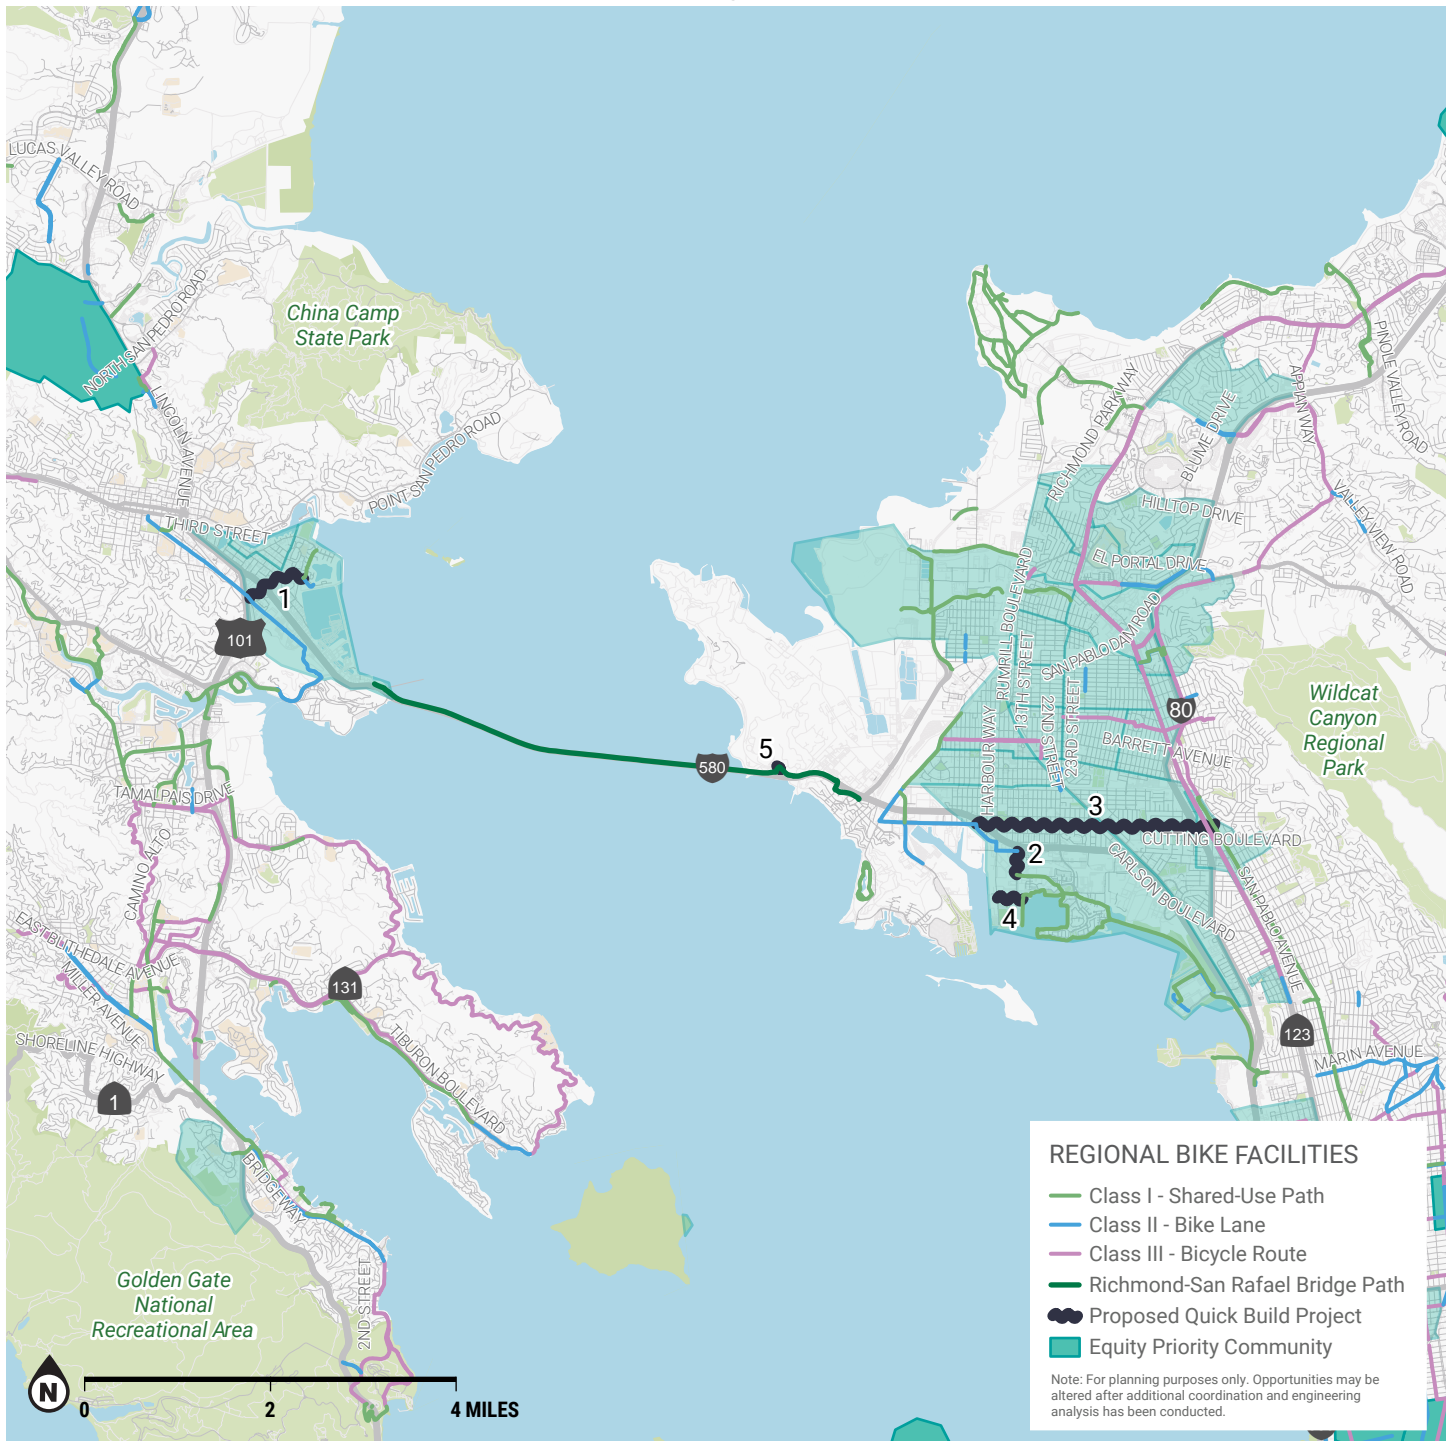 LUCAS VALLEY ROAD
NORTH SAN PEDRO ROAD
China Camp
State Park
LINCOLN AVENUE
POINT SAN PEDRO ROAD
THIRD STREET
1
101
TAMALPAIS DRIVE
CAMINO ALTO
EAST BLITHEDALE AVENUE
MILLER AVENUE
SHORELINE HIGHWAY
1
131
TIBURON BOULEVARD
BRIDGEWAY
2ND STREET
Golden Gate
National
Recreational Area
N
0
2
4 MILES
580
5
RICHMOND PARKWAY
BLUME DRIVE
APPIAN WAY
PINOLE VALLEY ROAD
HILLTOP DRIVE
VALLEY VIEW ROAD
EL PORTAL DRIVE
RUMRILL BOULEVARD
13TH STREET
SAN PABLO DAM ROAD
22ND STREET
23RD STREET
HARBOUR WAY
80
BARRETT AVENUE
Wildcat
Canyon
Regional
Park
3
CUTTING BOULEVARD
2
CARLSON BOULEVARD
4
SAN PABLO AVENUE
123
MARIN AVENUE
REGIONAL BIKE FACILITIES
Class I - Shared-Use Path
Class II - Bike Lane
Class III - Bicycle Route
Richmond-San Rafael Bridge Path
Proposed Quick Build Project
Equity Priority Community
Note: For planning purposes only. Opportunities may be
altered after additional coordination and engineering
analysis has been conducted.